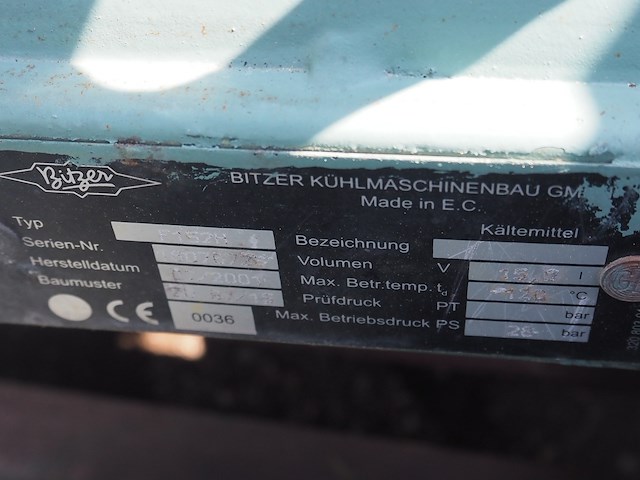 Bitzer
BITZER KÜHLMASCHINENBAU GM
Made in E.C.
Typ
Serien-Nr.
Herstelldatum
Baumuster
CE
0036
Kältemittel
Bezeichnung
Volumen V l
Max. Betr.temp. td °C
Prüfdruck PT bar
Max. Betriebsdruck PS 28 bar